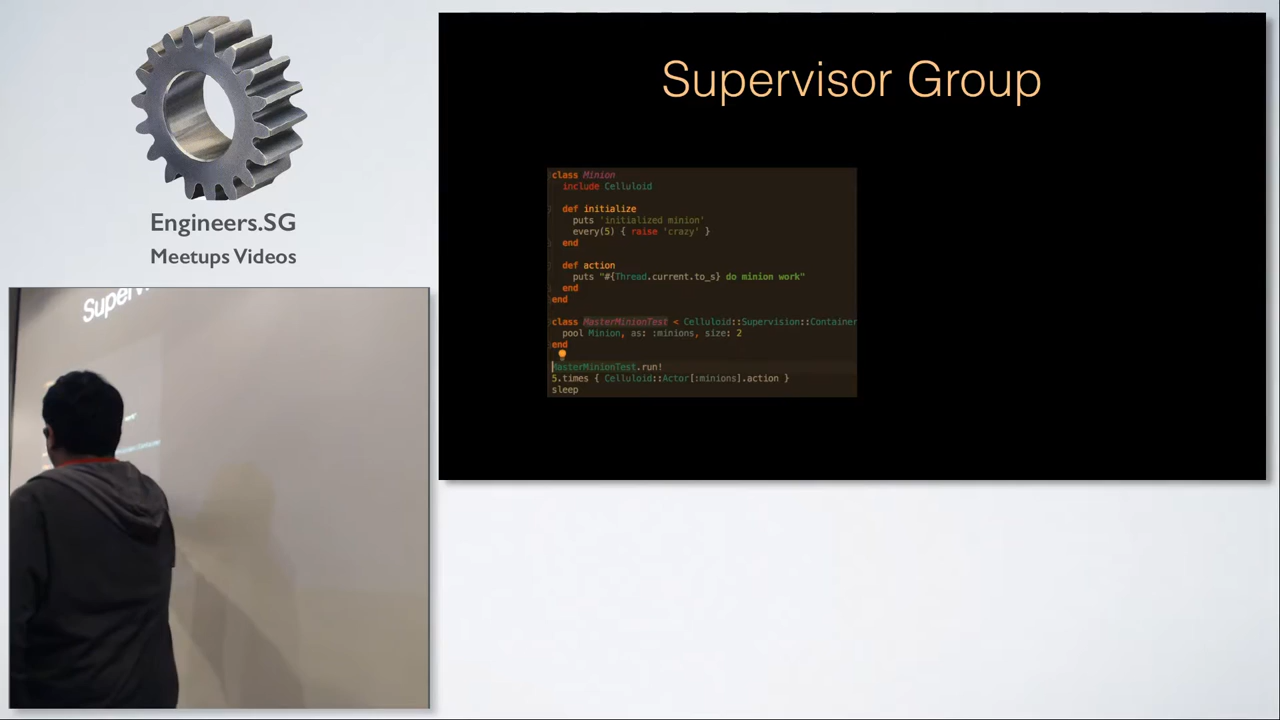 Engineers.SG
Meetups Videos
Supervisor Group
class Minion
include Celluloid
def initialize
puts 'initialized minion'
every(5) { raise 'crazy' }
end
def action
puts "#{Thread.current.to_s} do minion work"
end
end
class MasterMinionTest < Celluloid::Supervision::Container
pool Minion, as: :minions, size: 2
end
MasterMinionTest.run!
5.times { Celluloid::Actor[:minions].action }
sleep
Superv